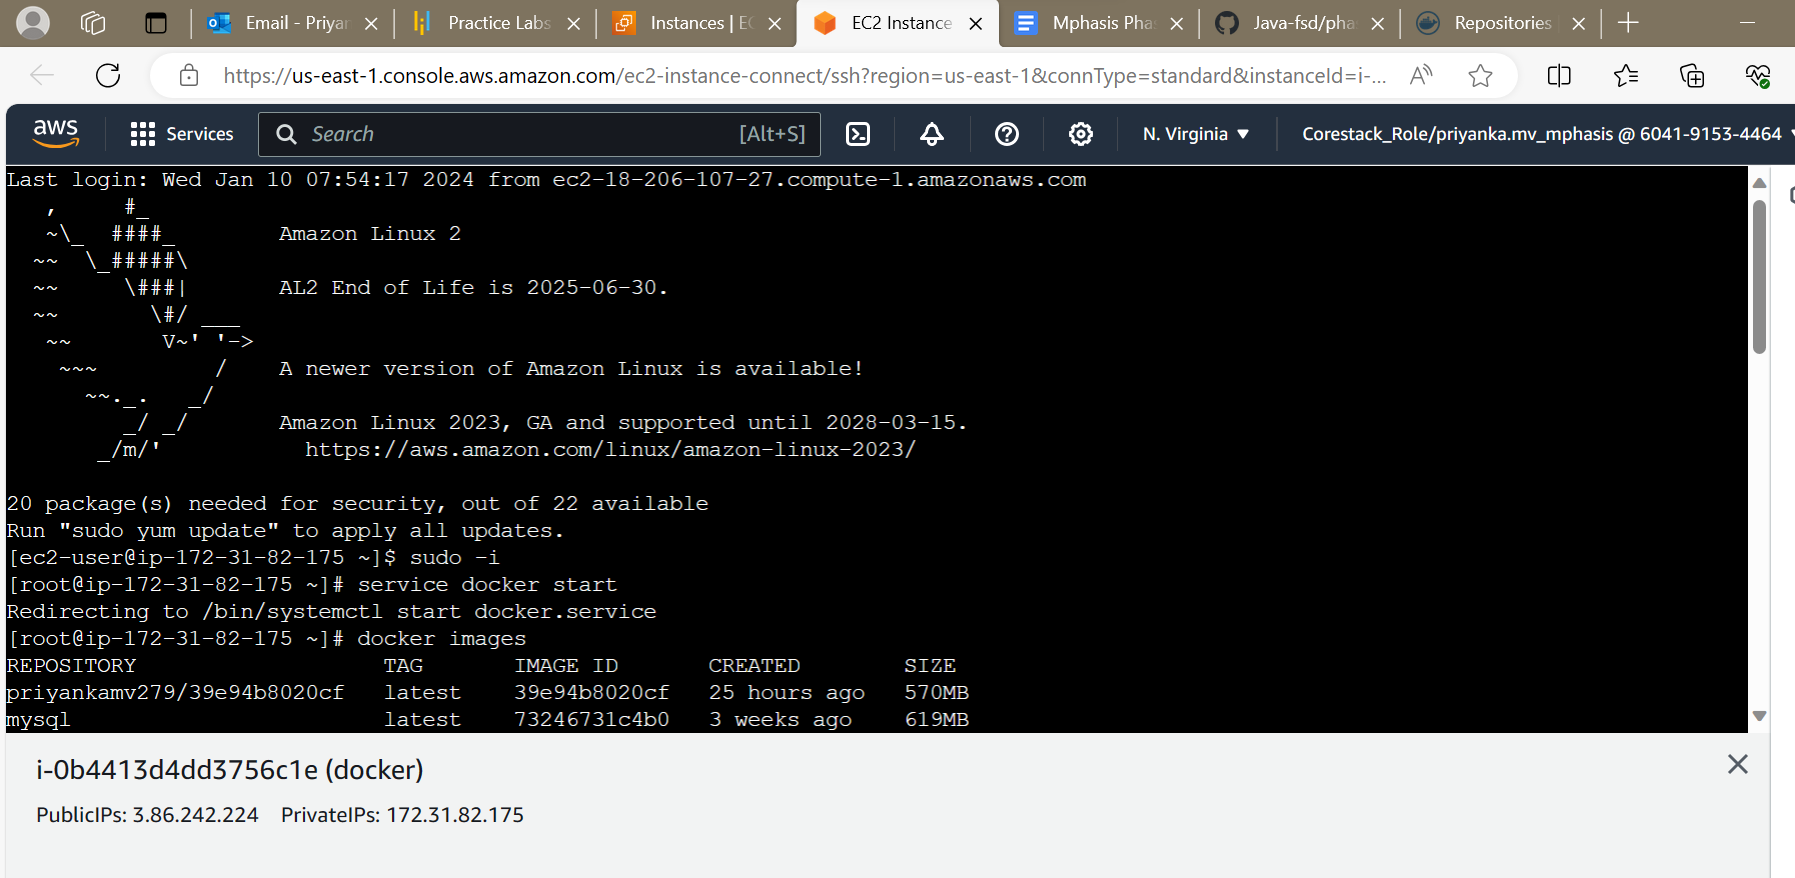 Email - Priyan
Practice Labs
Instances | EC
EC2 Instance
Mphasis Pha
Java-fsd/pha
Repositories
https://us-east-1.console.aws.amazon.com/ec2-instance-connect/ssh?region=us-east-1&connType=standard&instanceId=i-...
aws
Services
Search
[Alt+S]
N. Virginia
Corestack_Role/priyanka.mv_mphasis @ 6041-9153-4464
Last login: Wed Jan 10 07:54:17 2024 from ec2-18-206-107-27.compute-1.amazonaws.com
   ,     #_
   ~\_  ####_        Amazon Linux 2
  ~~  \_#####\
  ~~     \###|       AL2 End of Life is 2025-06-30.
  ~~       \#/ ___
   ~~       V~' '->
    ~~~         /    A newer version of Amazon Linux is available!
      ~~._.   _/
         _/ _/       Amazon Linux 2023, GA and supported until 2028-03-15.
       _/m/'           https://aws.amazon.com/linux/amazon-linux-2023/
20 package(s) needed for security, out of 22 available
Run "sudo yum update" to apply all updates.
[ec2-user@ip-172-31-82-175 ~]$ sudo -i
[root@ip-172-31-82-175 ~]# service docker start
Redirecting to /bin/systemctl start docker.service
[root@ip-172-31-82-175 ~]# docker images
REPOSITORY                   TAG       IMAGE ID       CREATED        SIZE
priyankamv279/39e94b8020cf   latest    39e94b8020cf   25 hours ago   570MB
mysql                        latest    73246731c4b0   3 weeks ago    619MB
i-0b4413d4dd3756c1e (docker)
PublicIPs: 3.86.242.224 PrivateIPs: 172.31.82.175